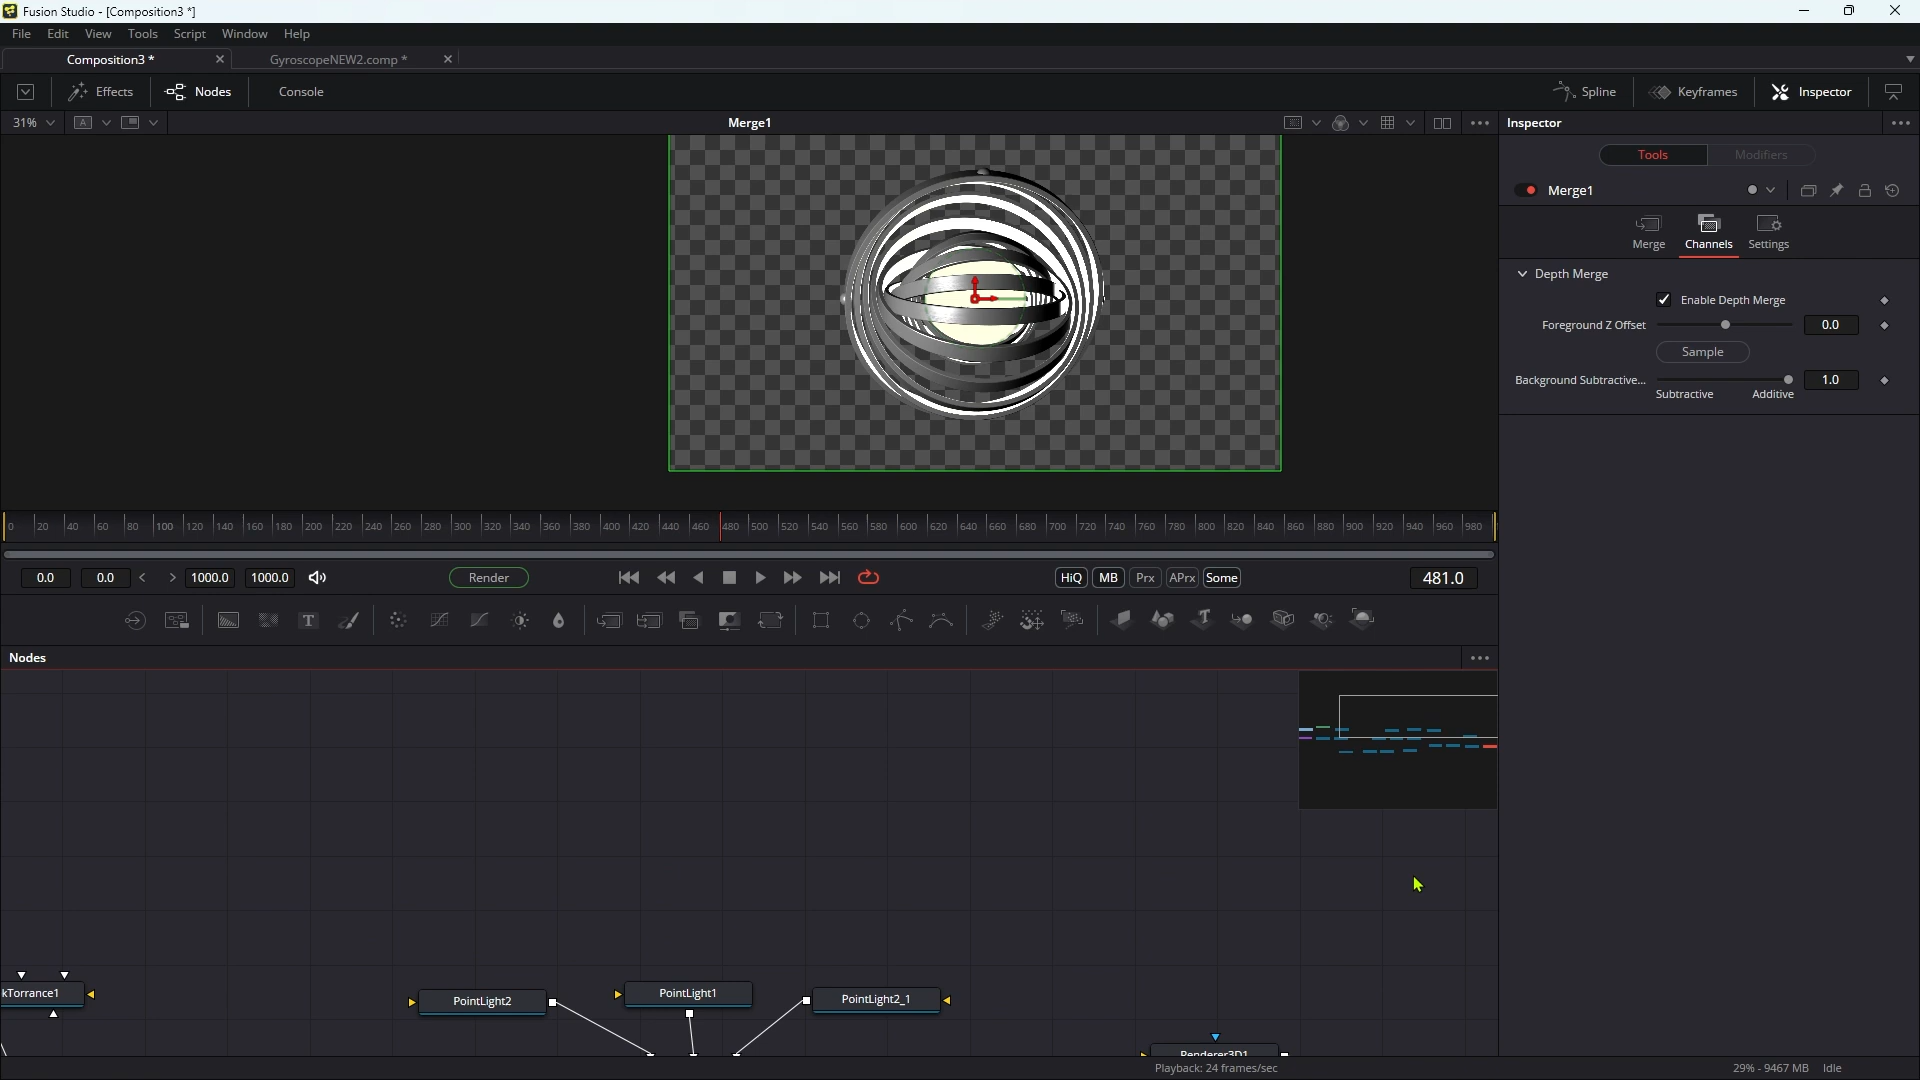 Fusion Studio - [Composition3 *]
File Edit View Tools Script Window Help
Composition3 * GyroscopeNEW2.comp *
Effects Nodes Console Spline Keyframes Inspector
31% A Merge1 Inspector
Tools Modifiers
Merge1
Merge Channels Settings
Depth Merge
Enable Depth Merge
Foreground Z Offset 0.0
Sample
Background Subtractive... 1.0
Subtractive Additive
0 20 40 60 80 100 120 140 160 180 200 220 240 260 280 300 320 340 360 380 400 420 440 460 480 500 520 540 560 580 600 620 640 660 680 700 720 740 760 780 800 820 840 860 880 900 920 940 960 980
0.0 0.0 < > 1000.0 1000.0 Render HiQ MB Prx APrx Some 481.0
T T
Nodes
kTorrance1 PointLight2 PointLight1 PointLight2_1
Renderer3D1
Playback: 24 frames/sec 29% - 9467 MB Idle